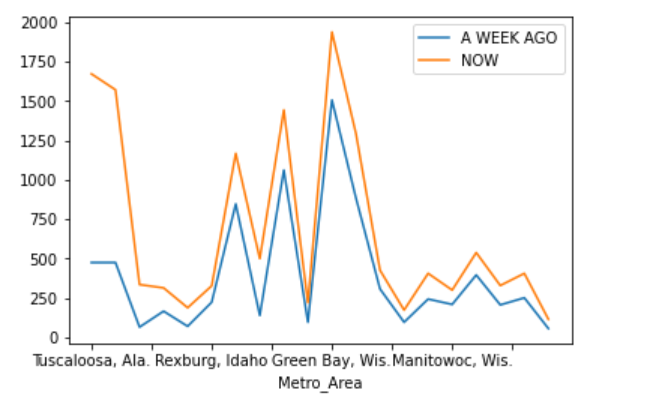 2000
1750
1500
1250
1000
750
500
250
0
A WEEK AGO
NOW
Tuscaloosa, Ala. Rexburg, Idaho Green Bay, Wis. Manitowoc, Wis.
Metro_Area